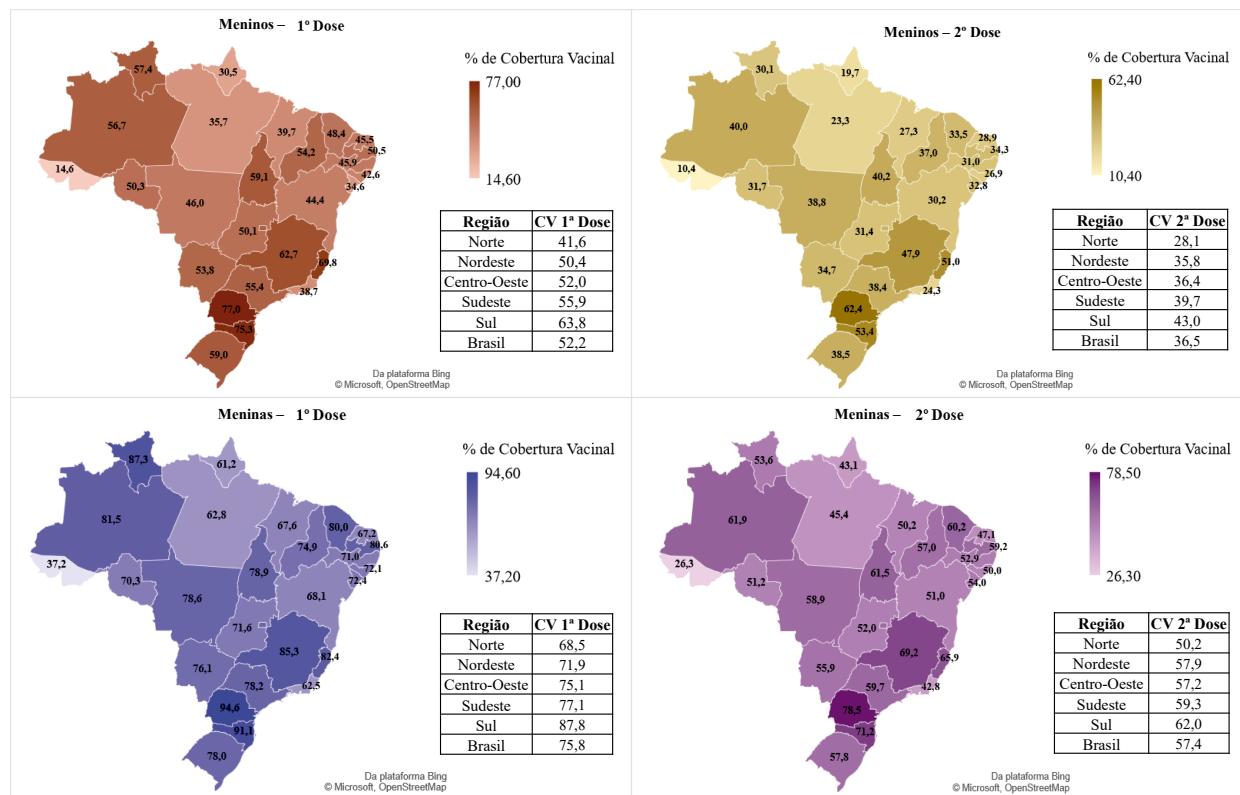 Meninos – 1º Dose
% de Cobertura Vacinal
77,00
14,60
57,4
30,5
56,7
35,7
39,7
48,4
45,5
50,5
54,2
45,9
42,6
34,6
14,6
50,3
59,1
46,0
44,4
50,1
62,7
69,8
53,8
55,4
38,7
77,0
75,3
59,0
Região CV 1ª Dose
Norte 41,6
Nordeste 50,4
Centro-Oeste 52,0
Sudeste 55,9
Sul 63,8
Brasil 52,2
Da plataforma Bing
© Microsoft, OpenStreetMap
Meninos – 2º Dose
% de Cobertura Vacinal
62,40
10,40
30,1
19,7
40,0
23,3
27,3
33,5
28,9
34,3
37,0
31,0
26,9
32,8
10,4
31,7
40,2
38,8
30,2
31,4
47,9
51,0
34,7
38,4
24,3
62,4
53,4
38,5
Região CV 2ª Dose
Norte 28,1
Nordeste 35,8
Centro-Oeste 36,4
Sudeste 39,7
Sul 43,0
Brasil 36,5
Da plataforma Bing
© Microsoft, OpenStreetMap
Meninas – 1º Dose
% de Cobertura Vacinal
94,60
37,20
87,3
61,2
81,5
62,8
67,6
80,0
67,2
80,6
74,9
71,0
72,1
72,4
37,2
70,3
78,9
78,6
68,1
71,6
85,3
82,4
76,1
78,2
62,5
94,6
91,1
78,0
Região CV 1ª Dose
Norte 68,5
Nordeste 71,9
Centro-Oeste 75,1
Sudeste 77,1
Sul 87,8
Brasil 75,8
Da plataforma Bing
© Microsoft, OpenStreetMap
Meninas – 2º Dose
% de Cobertura Vacinal
78,50
26,30
53,6
43,1
61,9
45,4
50,2
60,2
47,1
59,2
57,0
52,9
50,0
54,0
26,3
51,2
61,5
58,9
51,0
52,0
69,2
65,9
55,9
59,7
42,8
78,5
71,2
57,8
Região CV 2ª Dose
Norte 50,2
Nordeste 57,9
Centro-Oeste 57,2
Sudeste 59,3
Sul 62,0
Brasil 57,4
Da plataforma Bing
© Microsoft, OpenStreetMap